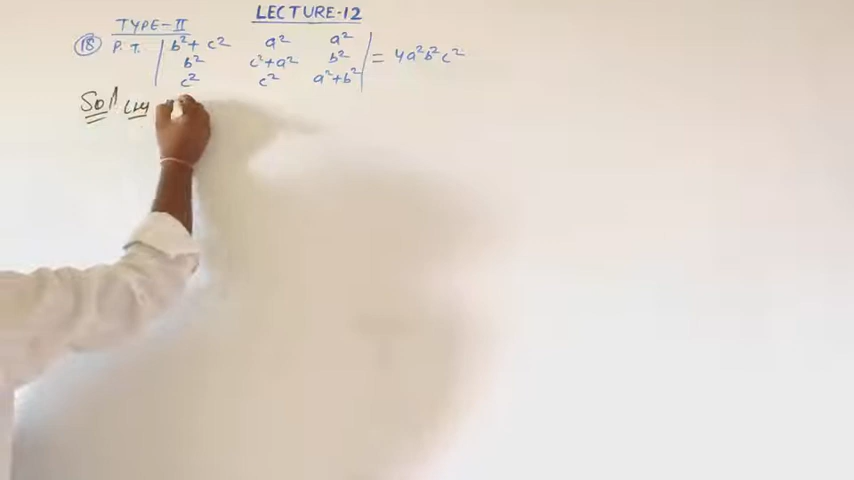 LECTURE-12
TYPE-II
(18) P.T. | b²+c² a² a² |
| b² c²+a² b² | = 4a²b²c²
| c² c² a²+b² |
Sol